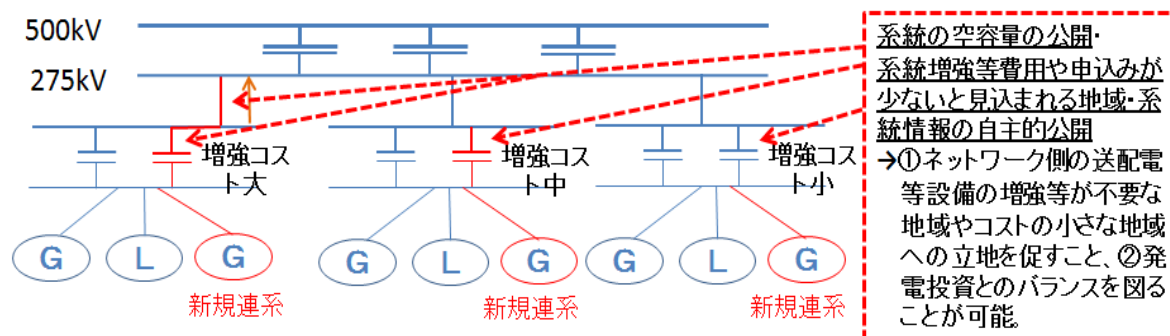 500kV
275kV
増強コス
ト大
増強コス
ト中
増強コス
ト小
G
L
G
G
G
G
G
L
G
新規連系
新規連系
新規連系
系統の空容量の公開・
系統増強等費用や申込みが
少ないと見込まれる地域・系
統情報の自主的公開
→①ネットワーク側の送配電
等設備の増強等が不要な
地域やコストの小さな地域
への立地を促すこと、②発
電投資とのバランスを図る
ことが可能。